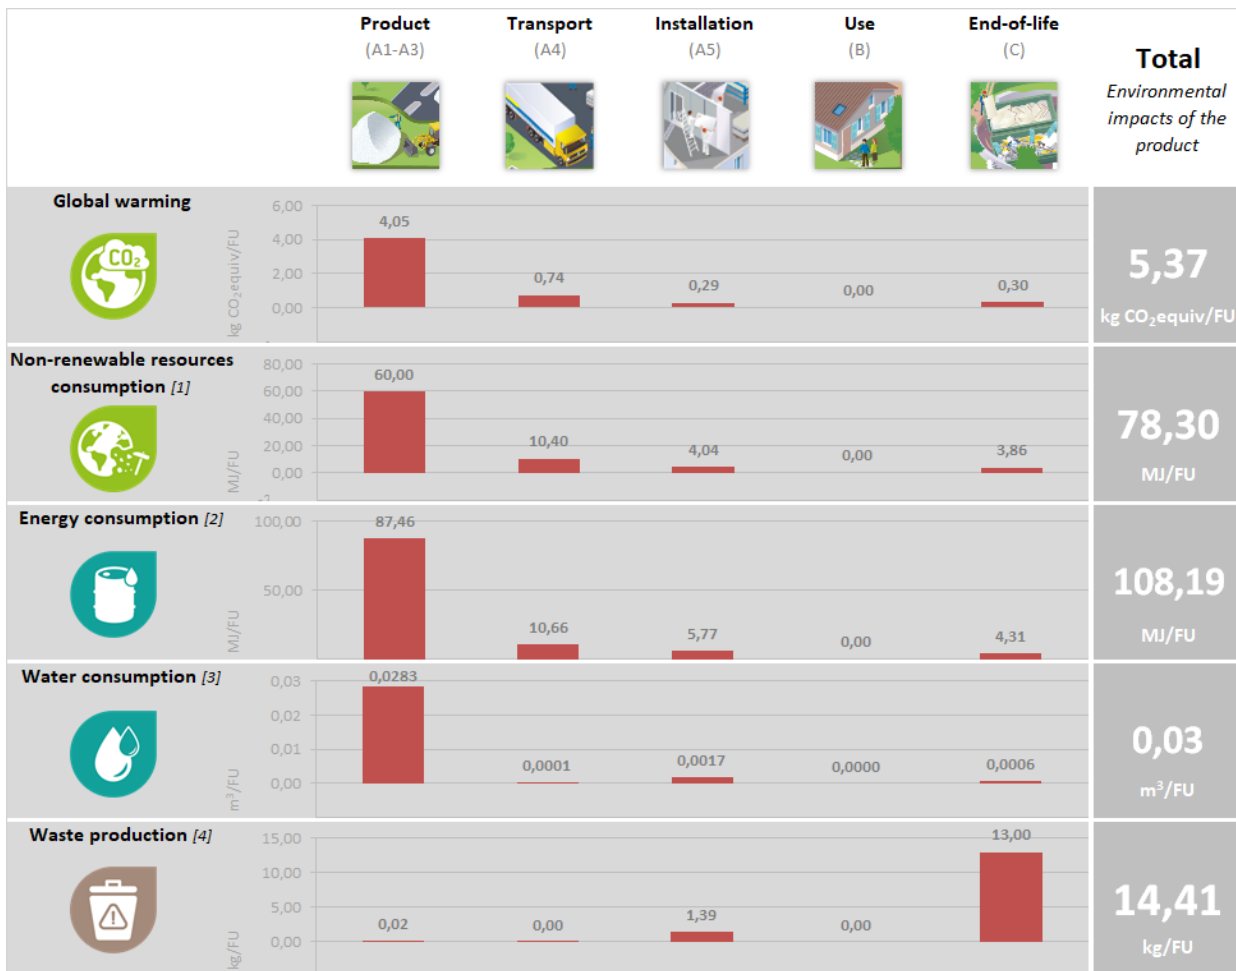 Product
Transport
Installation
Use
End-of-life
(A1-A3)
(A4)
(A5)
(B)
(C)
Total
Environmental
impacts of the
product
Global warming
CO₂
kg CO₂equiv/FU
6,00
4,00
2,00
0,00
4,05
0,74
0,29
0,00
0,30
5,37
kg CO₂equiv/FU
Non-renewable resources
consumption [1]
MJ/FU
80,00
60,00
40,00
20,00
0,00
60,00
10,40
4,04
0,00
3,86
78,30
MJ/FU
Energy consumption [2]
MJ/FU
100,00
50,00
87,46
10,66
5,77
0,00
4,31
108,19
MJ/FU
Water consumption [3]
m³/FU
0,03
0,02
0,01
0,00
0,0283
0,0001
0,0017
0,0000
0,0006
0,03
m³/FU
Waste production [4]
kg/FU
15,00
10,00
5,00
0,00
0,02
0,00
1,39
0,00
13,00
14,41
kg/FU